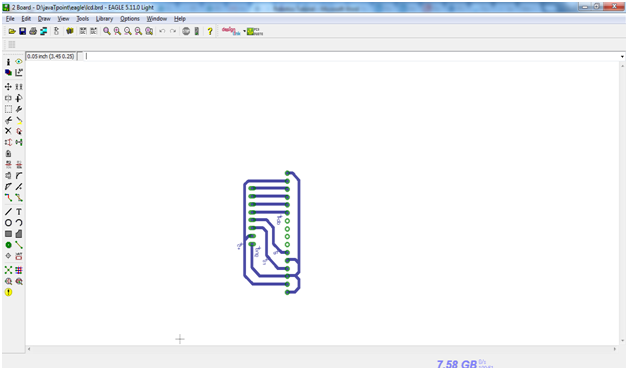 2 Board - D:\javaTpoint\eagle\lcd.brd - EAGLE 5.11.0 Light
File Edit Draw View Tools Library Options Window Help
0.05 inch (3.45 0.25)
7.58 GB